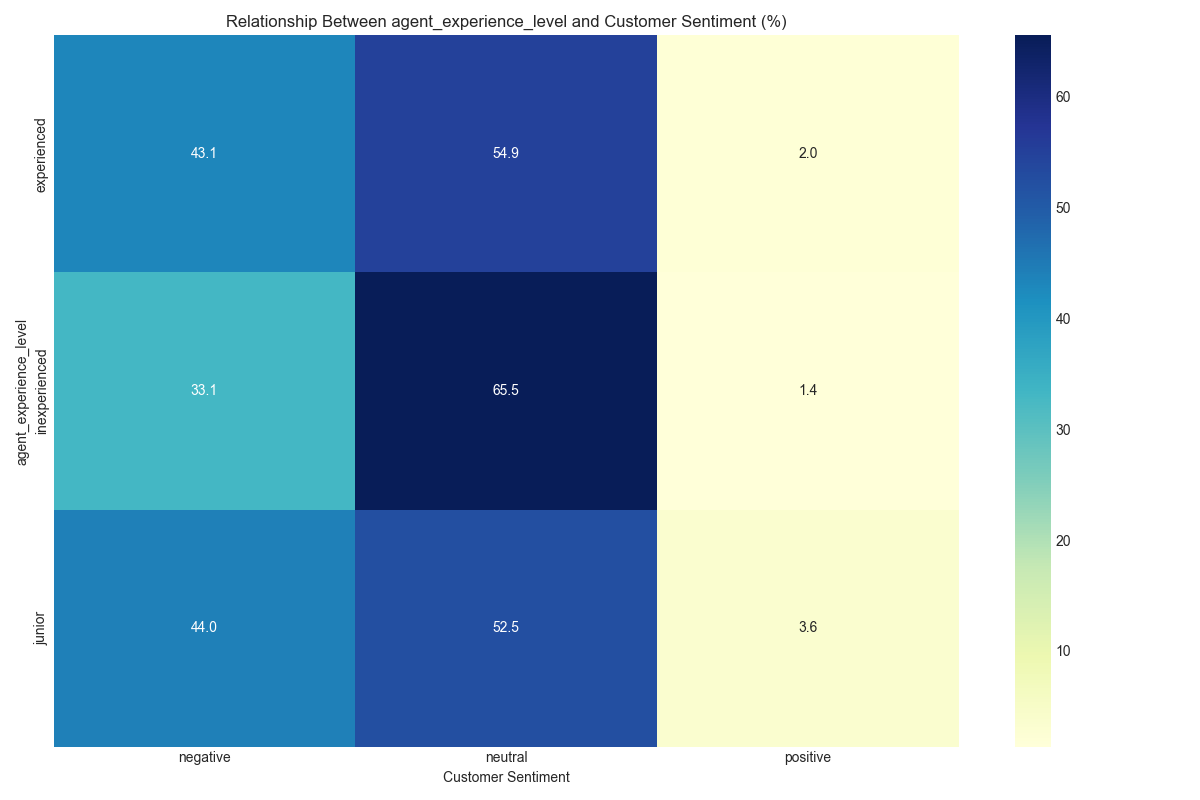 Relationship Between agent_experience_level and Customer Sentiment (%)
agent_experience_level
experienced
43.1 54.9 2.0
inexperienced
33.1 65.5 1.4
junior
44.0 52.5 3.6
negative neutral positive
Customer Sentiment
60
50
40
30
20
10